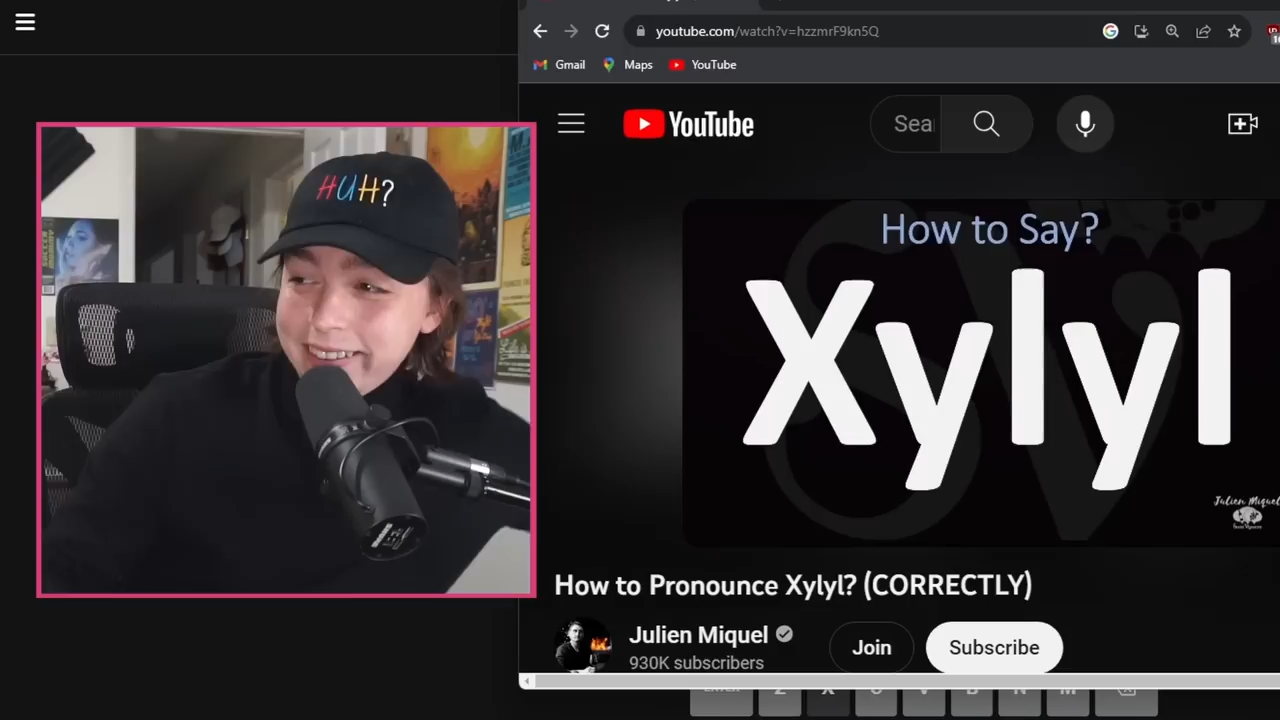 youtube.com/watch?v=hzzmrF9kn5Q
Gmail
Maps
YouTube
YouTube
Sea
HUH?
How to Say?
Xylyl
Julien Miquel
How to Pronounce Xylyl? (CORRECTLY)
Julien Miquel
930K subscribers
Join
Subscribe
ENTER Z X C V B N M